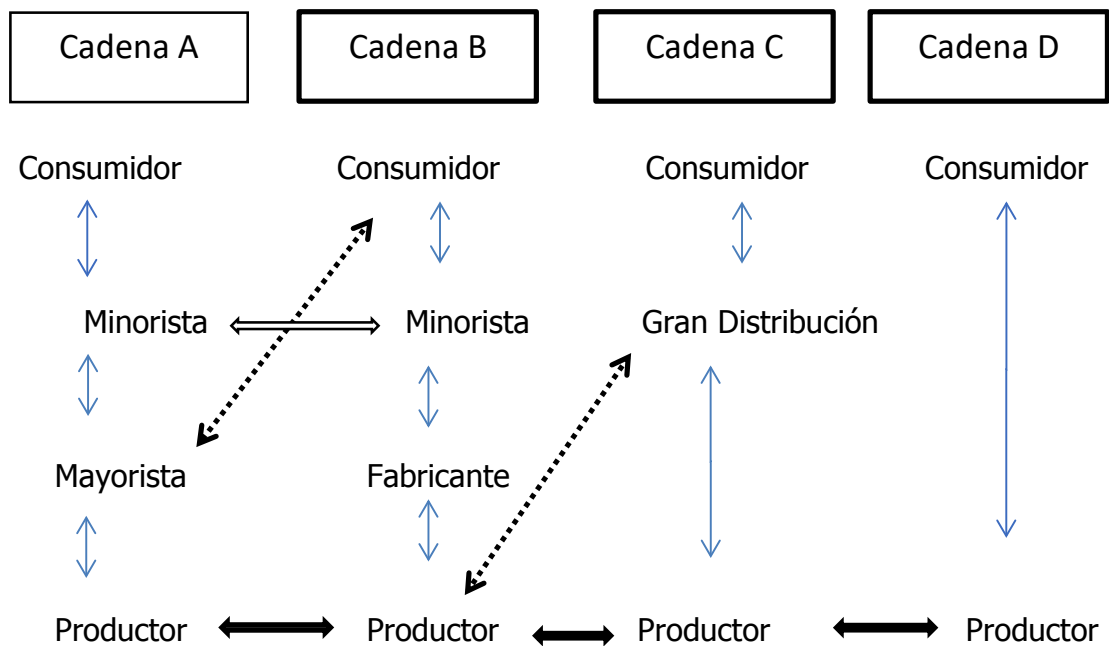 Cadena A Cadena B Cadena C Cadena D
Consumidor Consumidor Consumidor Consumidor
Minorista Minorista Gran Distribución
Mayorista Fabricante
Productor Productor Productor Productor